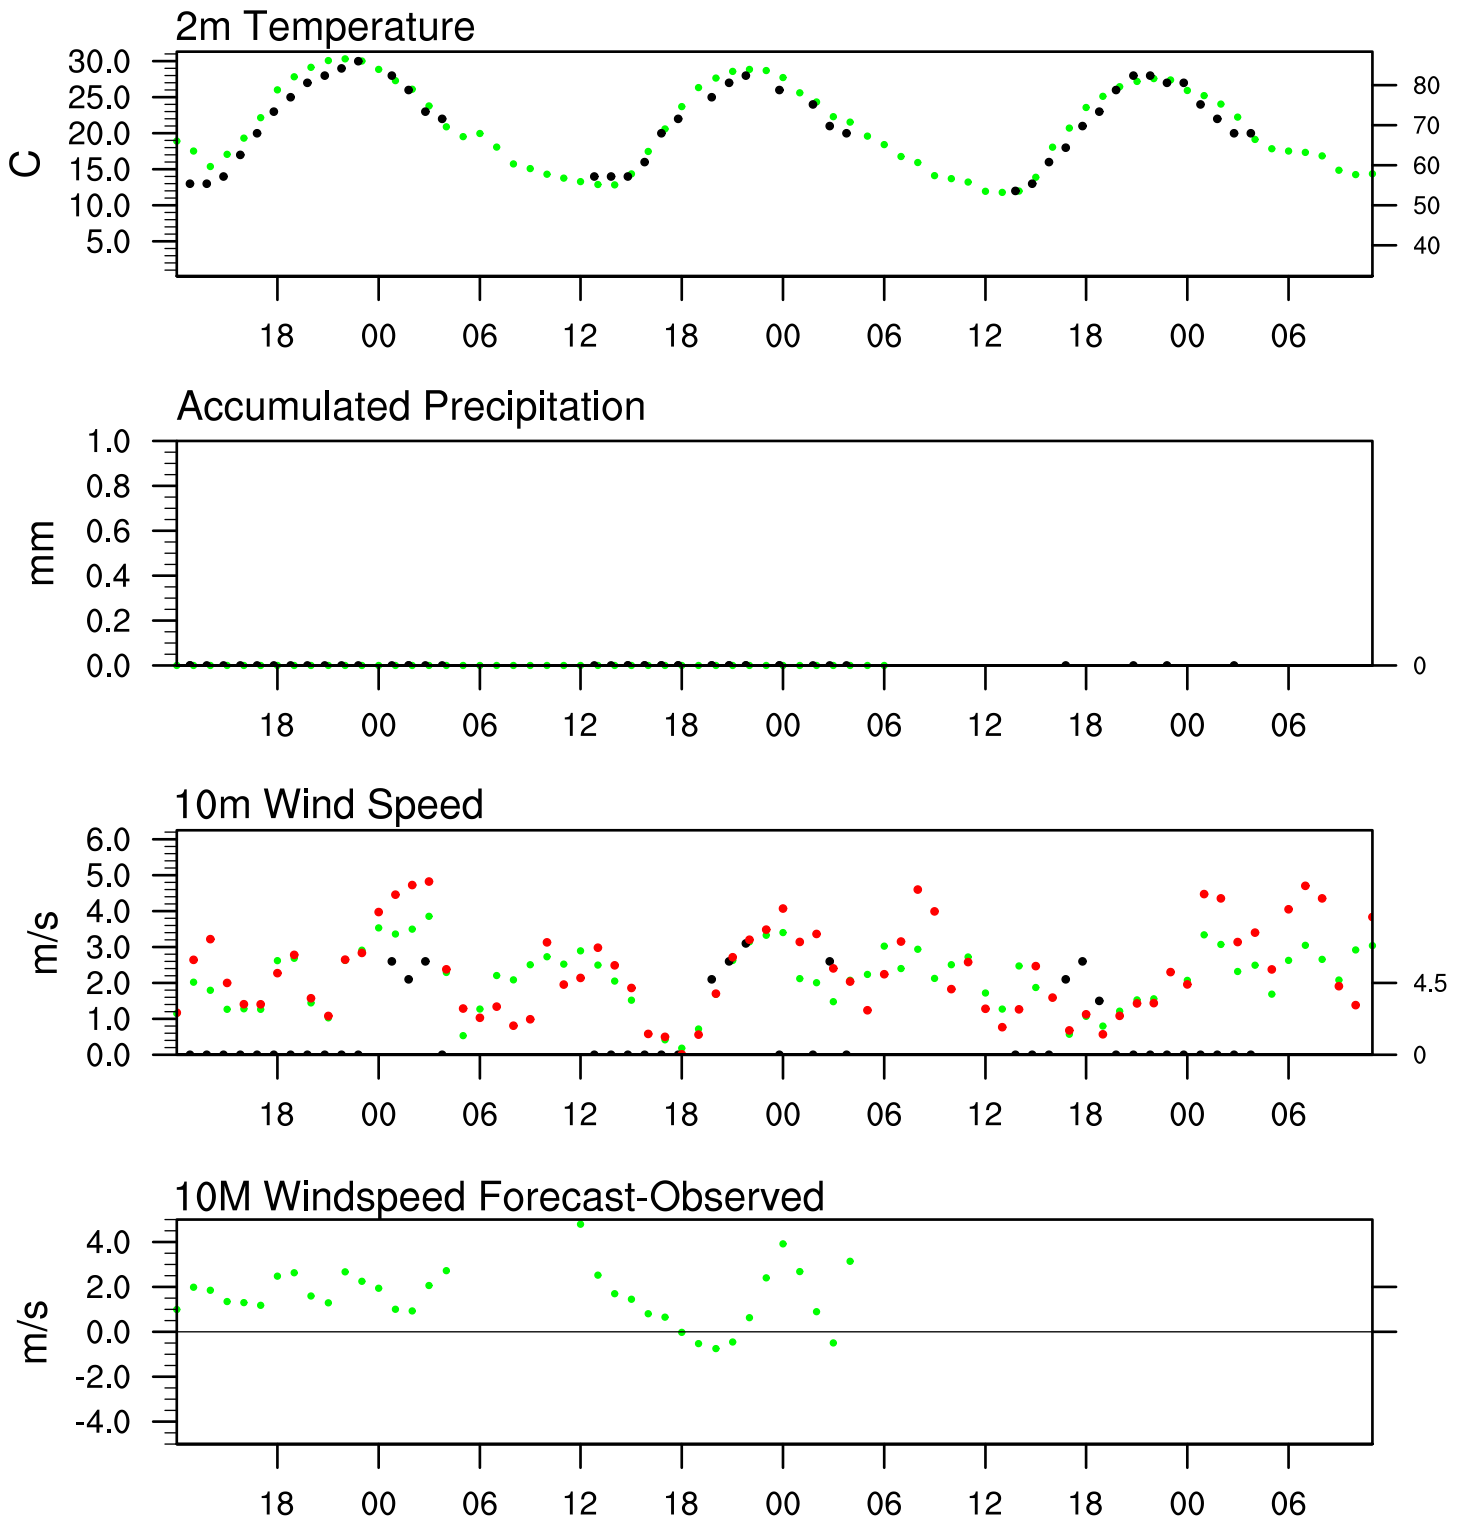 2m Temperature
30.0
25.0
20.0
15.0
10.0
5.0
C
80
70
60
50
40
18 00 06 12 18 00 06 12 18 00 06
Accumulated Precipitation
1.0
0.8
0.6
0.4
0.2
0.0
mm
0
18 00 06 12 18 00 06 12 18 00 06
10m Wind Speed
6.0
5.0
4.0
3.0
2.0
1.0
0.0
m/s
4.5
0
18 00 06 12 18 00 06 12 18 00 06
10M Windspeed Forecast-Observed
4.0
2.0
0.0
-2.0
-4.0
m/s
18 00 06 12 18 00 06 12 18 00 06